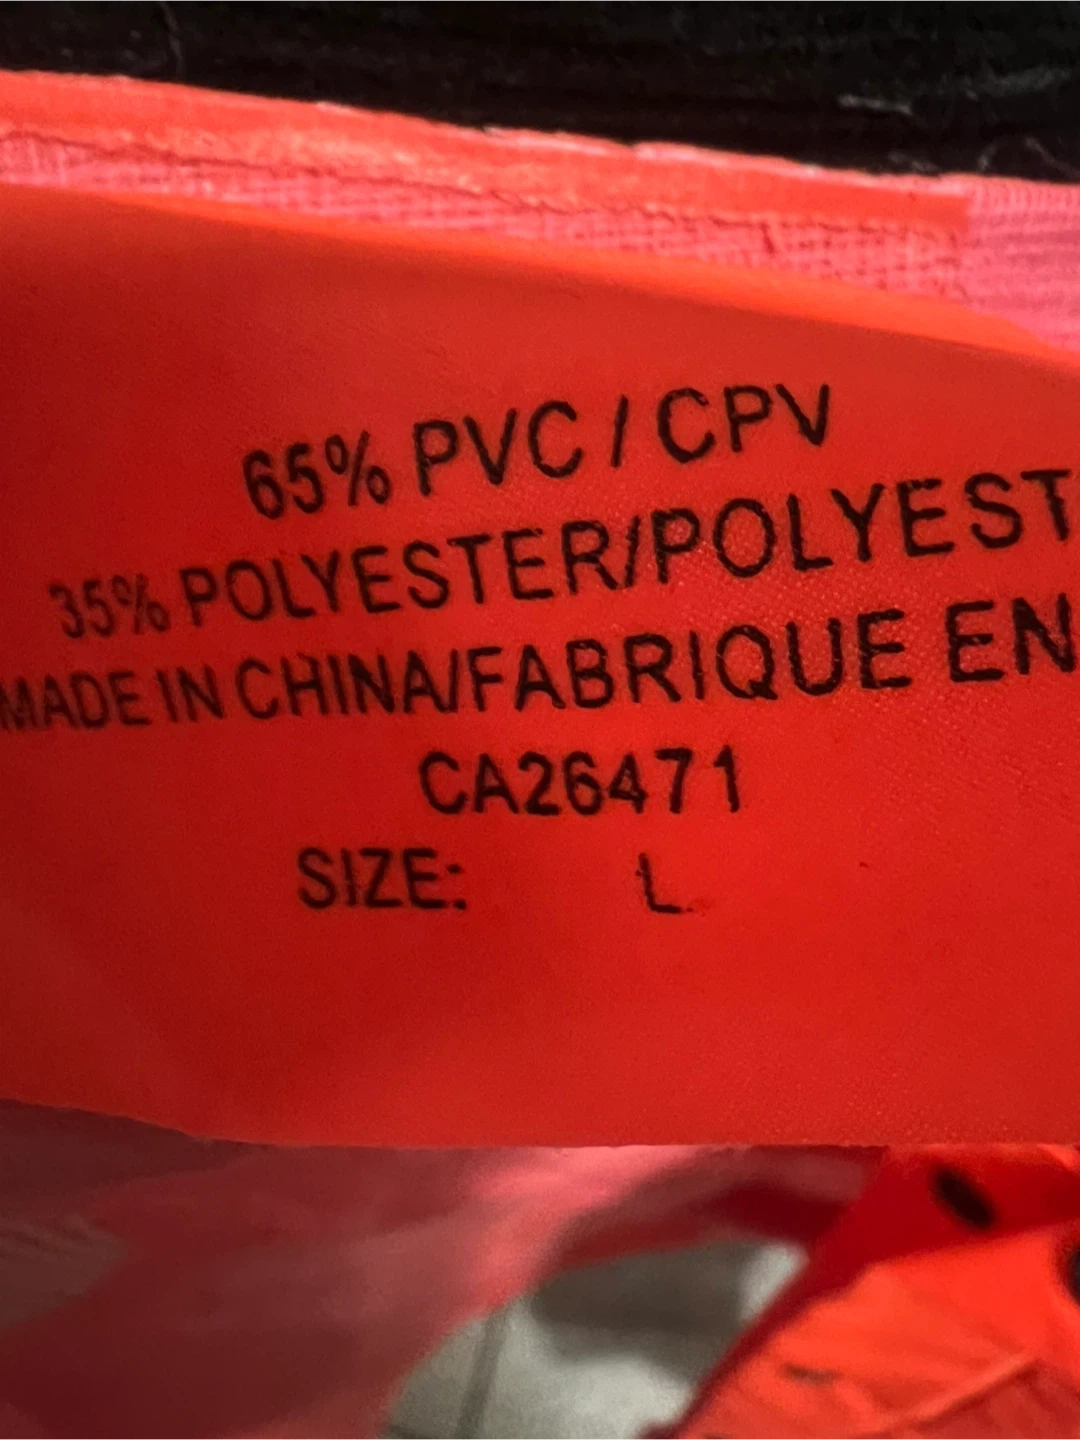 65% PVC / CPV
35% POLYESTER/POLYEST
MADE IN CHINA/FABRIQUE EN
CA26471
SIZE: L